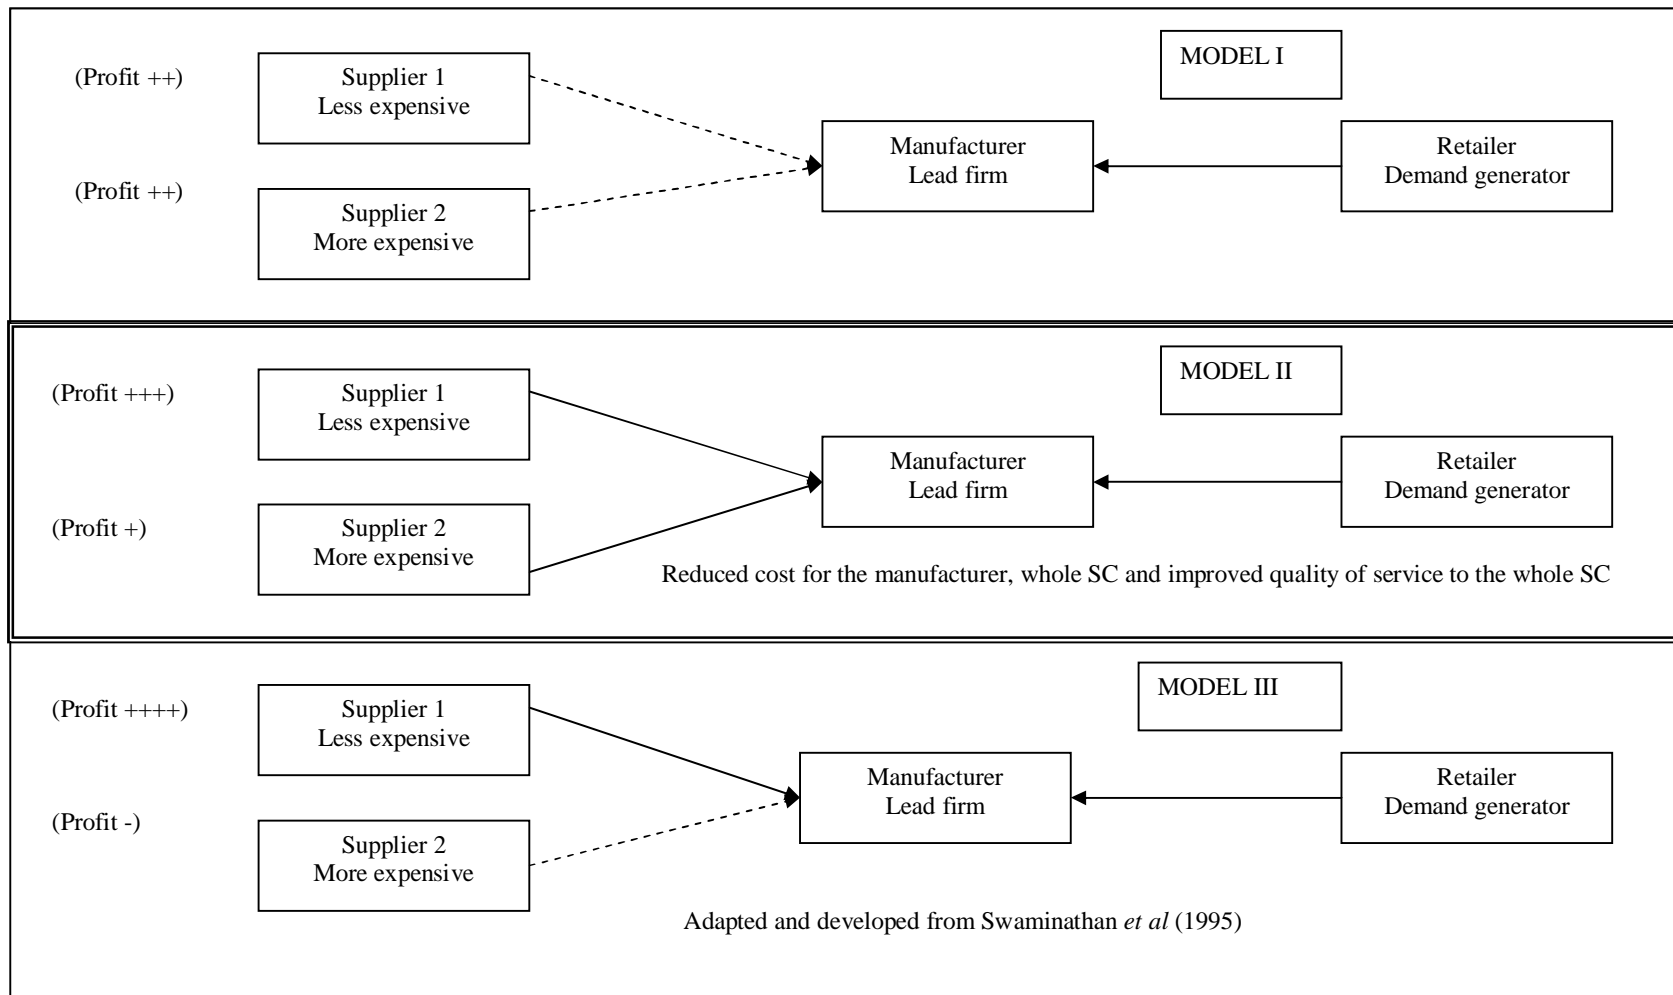 MODEL I
(Profit ++)
Supplier 1
Less expensive
Manufacturer
Lead firm
Retailer
Demand generator
(Profit ++)
Supplier 2
More expensive
MODEL II
(Profit +++)
Supplier 1
Less expensive
Manufacturer
Lead firm
Retailer
Demand generator
(Profit +)
Supplier 2
More expensive
Reduced cost for the manufacturer, whole SC and improved quality of service to the whole SC
MODEL III
(Profit ++++)
Supplier 1
Less expensive
Manufacturer
Lead firm
Retailer
Demand generator
(Profit -)
Supplier 2
More expensive
Adapted and developed from Swaminathan et al (1995)